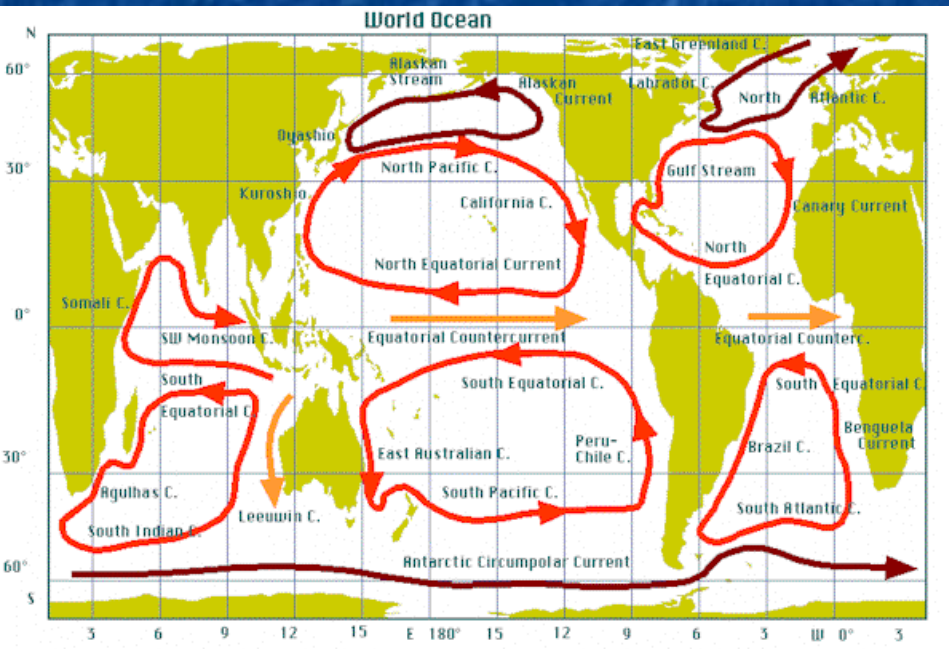 World Ocean
N
East Greenland C.
60°
Alaskan
Stream
Alaskan
Current
Labrador C.
North
Atlantic C.
Oyashio
30°
North Pacific C.
Gulf Stream
Kuroshio
California C.
Canary Current
North
North Equatorial Current
Equatorial C.
Somali C.
0°
SW Monsoon C.
Equatorial Countercurrent
Equatorial Counterc.
South
Equatorial C.
South Equatorial C.
South Equatorial C.
Benguela
Current
Peru-
Chile C.
Brazil C.
30°
East Australian C.
Agulhas C.
South Pacific C.
South Atlantic C.
Leeuwin C.
South Indian C.
60°
Antarctic Circumpolar Current
S
3 6 9 12 15 E 180° 15 12 9 6 3 W 0° 3